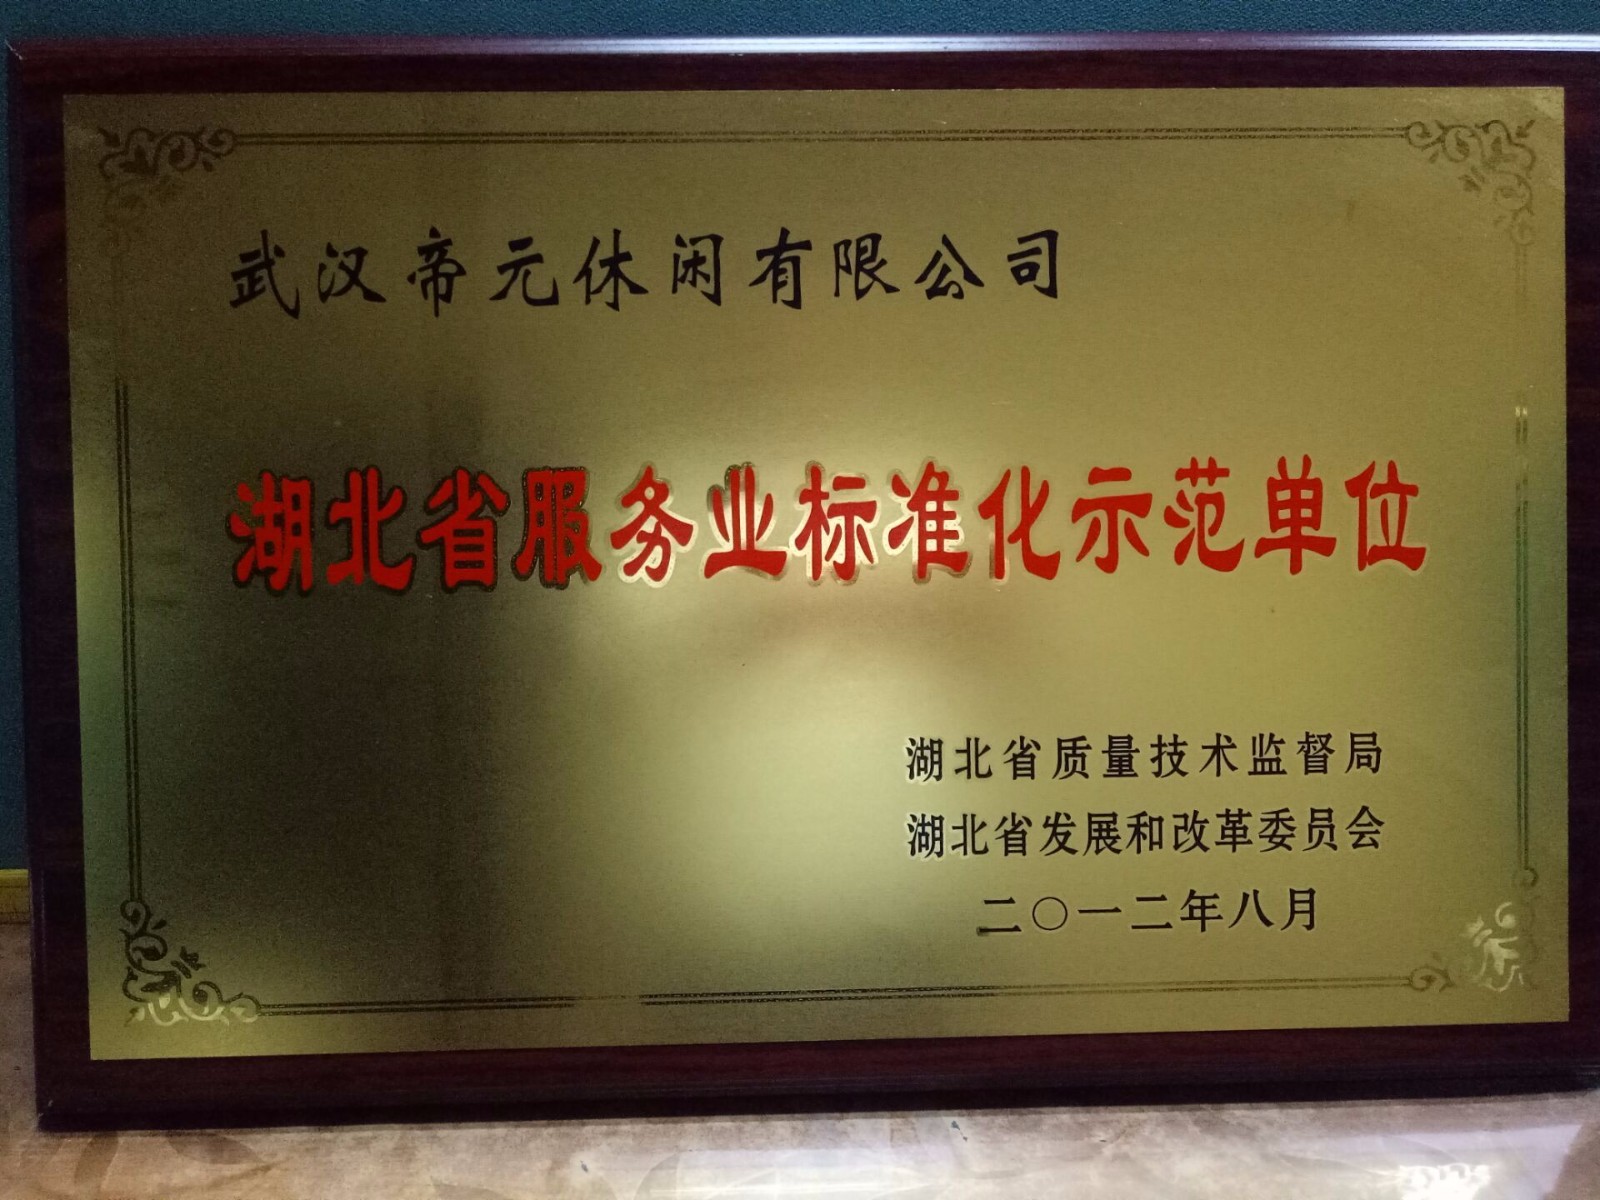 武汉帝元休闲有限公司
湖北省服务业标准化示范单位
湖北省质量技术监督局
湖北省发展和改革委员会
二〇一二年八月